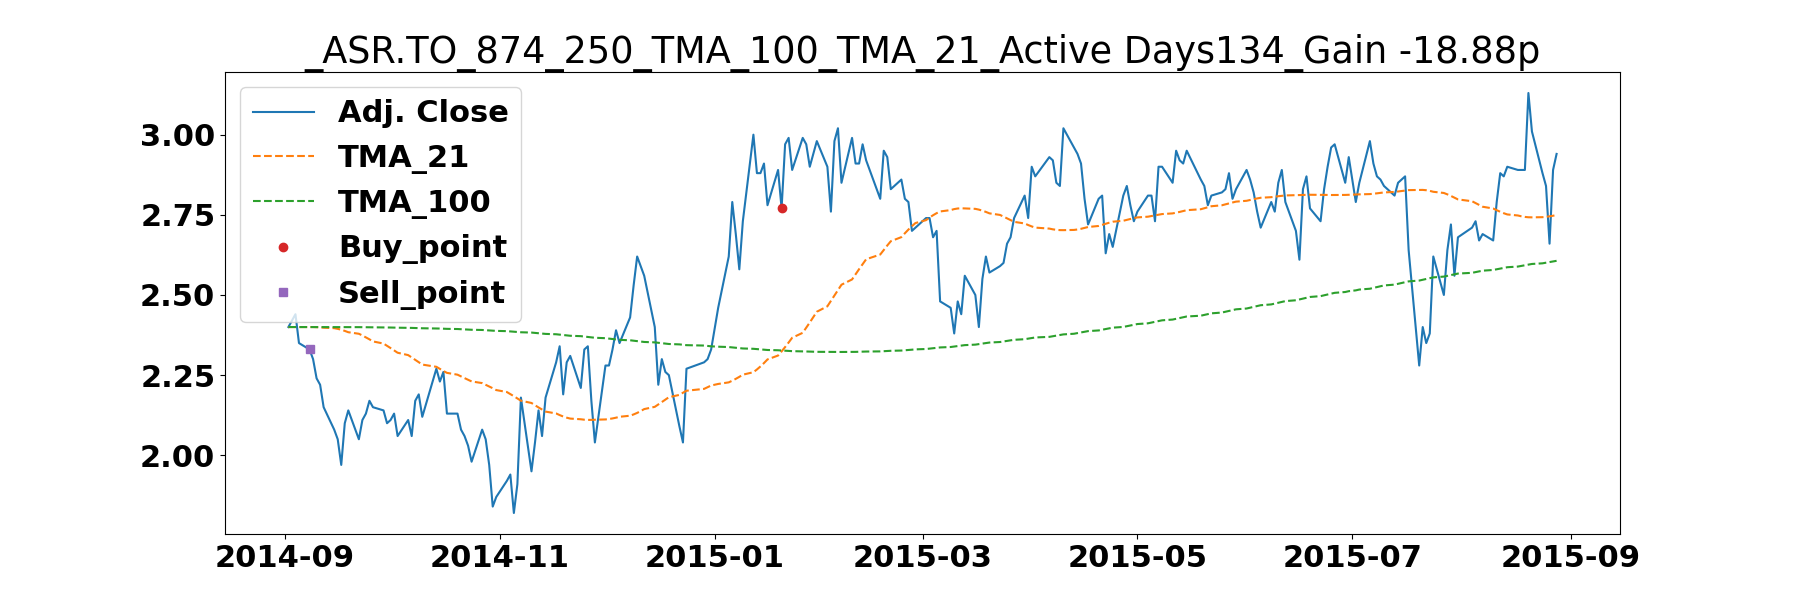 _ASR.TO_874_250_TMA_100_TMA_21_Active Days134_Gain -18.88p
Adj. Close
TMA_21
TMA_100
Buy_point
Sell_point
3.00
2.75
2.50
2.25
2.00
2014-09 2014-11 2015-01 2015-03 2015-05 2015-07 2015-09